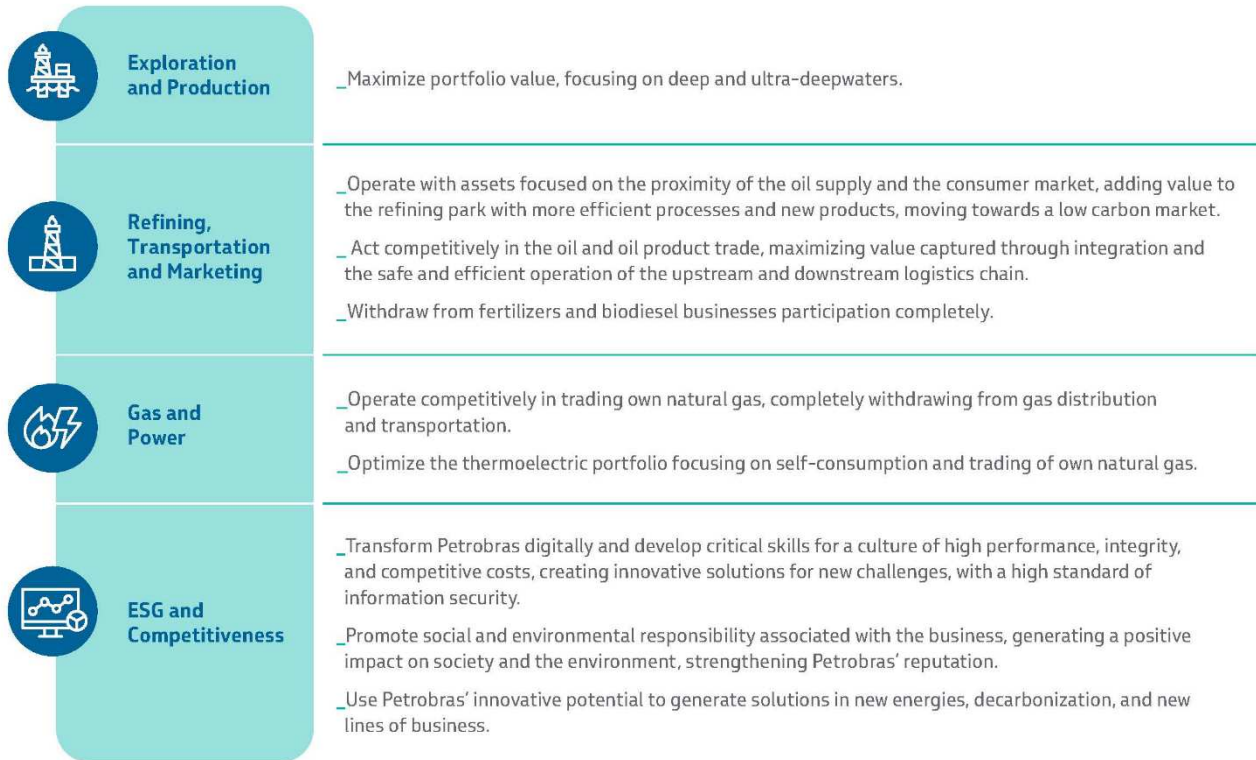 Exploration
and Production
_Maximize portfolio value, focusing on deep and ultra-deepwaters.
Refining,
Transportation
and Marketing
_Operate with assets focused on the proximity of the oil supply and the consumer market, adding value to
the refining park with more efficient processes and new products, moving towards a low carbon market.
_ Act competitively in the oil and oil product trade, maximizing value captured through integration and
the safe and efficient operation of the upstream and downstream logistics chain.
_Withdraw from fertilizers and biodiesel businesses participation completely.
Gas and
Power
_Operate competitively in trading own natural gas, completely withdrawing from gas distribution
and transportation.
_Optimize the thermoelectric portfolio focusing on self-consumption and trading of own natural gas.
ESG and
Competitiveness
_Transform Petrobras digitally and develop critical skills for a culture of high performance, integrity,
and competitive costs, creating innovative solutions for new challenges, with a high standard of
information security.
_Promote social and environmental responsibility associated with the business, generating a positive
impact on society and the environment, strengthening Petrobras’ reputation.
_Use Petrobras’ innovative potential to generate solutions in new energies, decarbonization, and new
lines of business.